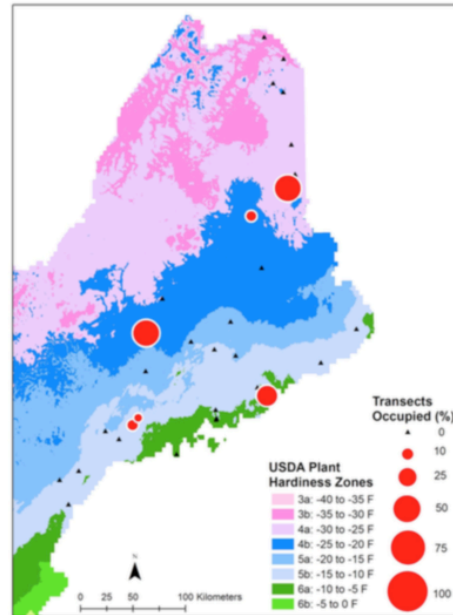 Transects
Occupied (%)
0
10
25
50
75
100
USDA Plant
Hardiness Zones
3a: -40 to -35 F
3b: -35 to -30 F
4a: -30 to -25 F
4b: -25 to -20 F
5a: -20 to -15 F
5b: -15 to -10 F
6a: -10 to -5 F
6b: -5 to 0 F
N
0 50 100 Kilometers